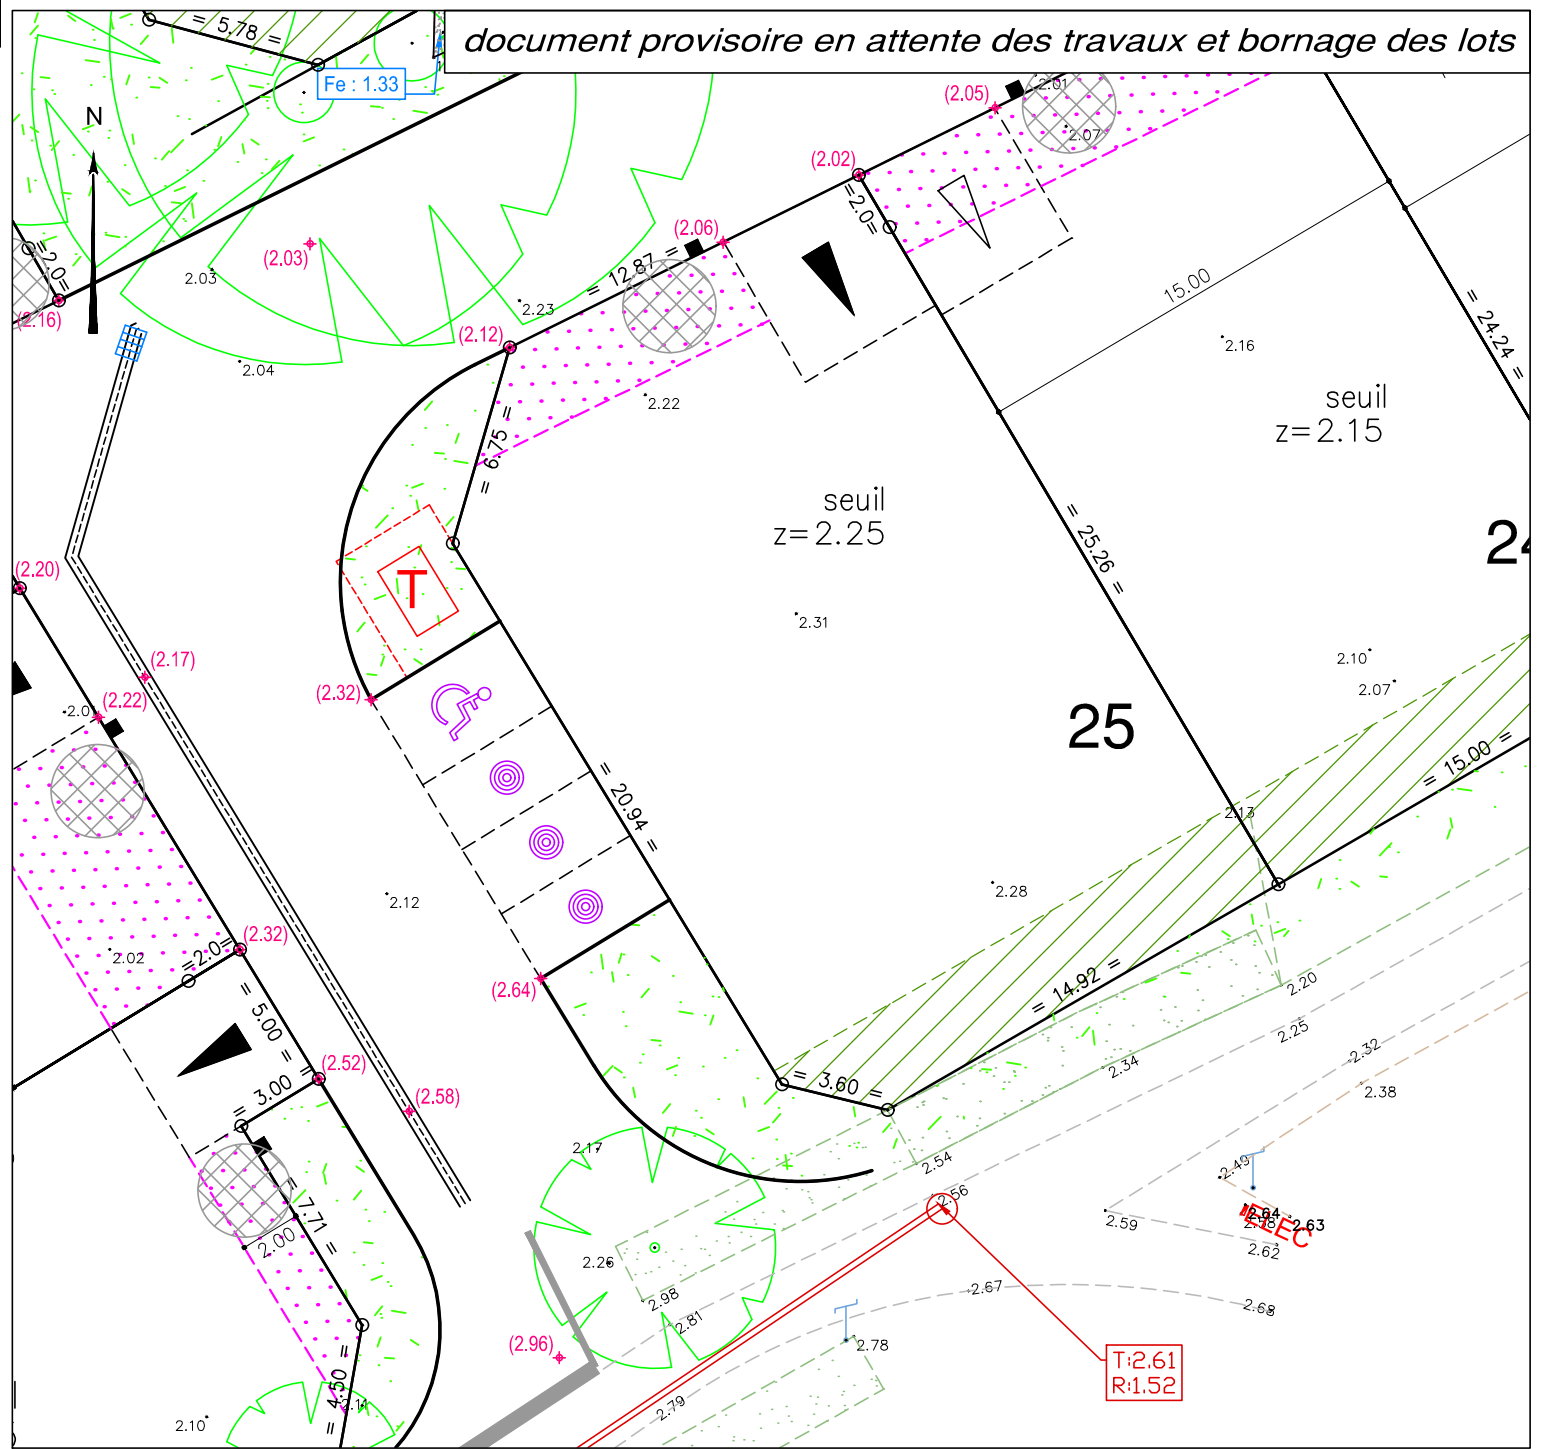 document provisoire en attente des travaux et bornage des lots
= 5.78 =
Fe : 1.33
N
(2.05)
2.01
2.07
(2.02)
=2.0=
(2.06)
(2.03)
2.03
=2.0=
(2.16)
= 12.87 =
15.00
= 24.24 =
2.23
(2.12)
2.04
2.16
2.22
seuil
z=2.15
= 6.75 =
seuil
z=2.25
= 25.26 =
24
T
(2.20)
2.31
(2.17)
2.10
2.07
(2.32)
(2.22)
25
= 15.00 =
= 20.94 =
2.13
2.12
2.28
(2.32)
=2.0=
2.02
(2.64)
= 14.92 =
2.20
= 5.00 =
2.25
2.32
(2.52)
2.34
= 3.00 =
= 3.60 =
2.38
(2.58)
2.17
2.54
2.49
2.56
= 7.71 =
2.00
2.59
2.64
2.63
ELEC
2.62
2.26
2.98
2.67
2.68
2.81
(2.96)
2.78
T:2.61
R:1.52
= 4.50 =
2.11
2.79
2.10